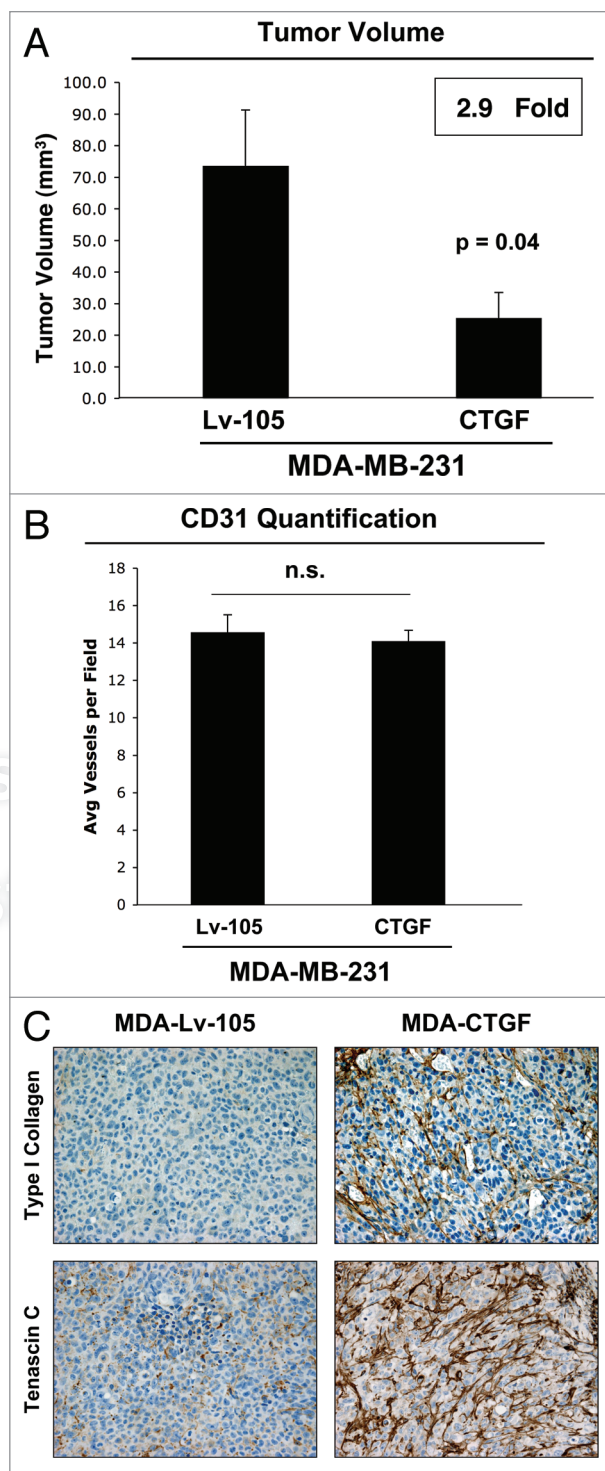 A
Tumor Volume
2.9 Fold
p = 0.04
Tumor Volume (mm³)
100.0
90.0
80.0
70.0
60.0
50.0
40.0
30.0
20.0
10.0
0.0
Lv-105 CTGF
MDA-MB-231
B
CD31 Quantification
n.s.
Avg Vessels per Field
18
16
14
12
10
8
6
4
2
0
Lv-105 CTGF
MDA-MB-231
C
MDA-Lv-105 MDA-CTGF
Type I Collagen
Tenascin C